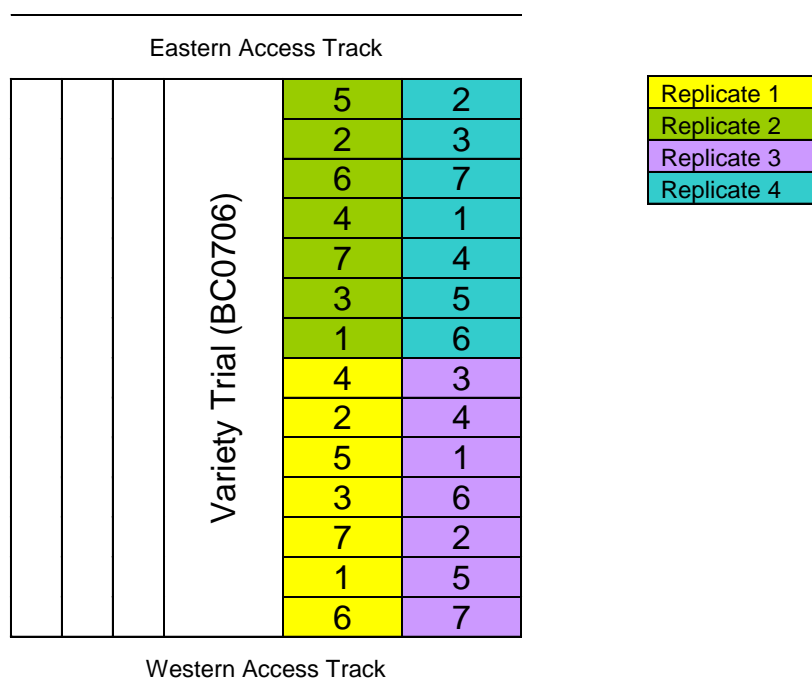 Eastern Access Track
5 2
2 3
6 7
4 1
7 4
3 5
1 6
4 3
2 4
5 1
3 6
7 2
1 5
6 7
Variety Trial (BC0706)
Western Access Track
Replicate 1
Replicate 2
Replicate 3
Replicate 4